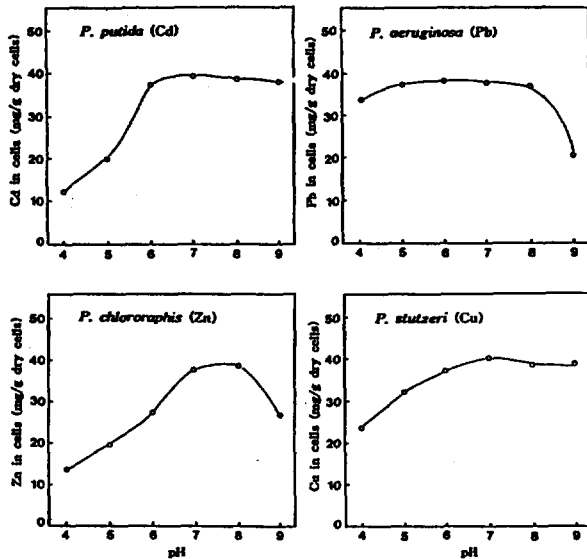 P. putida (Cd)
Cd in cells (mg/g dry cells)
50
40
30
20
10
0
4 5 6 7 8 9
P. aeruginosa (Pb)
Pb in cells (mg/g dry cells)
50
40
30
20
10
0
4 5 6 7 8 9
P. chlororaphis (Zn)
Zn in cells (mg/g dry cells)
50
40
30
20
10
0
4 5 6 7 8 9
pH
P. stutzeri (Cu)
Cu in cells (mg/g dry cells)
50
40
30
20
10
0
4 5 6 7 8 9
pH